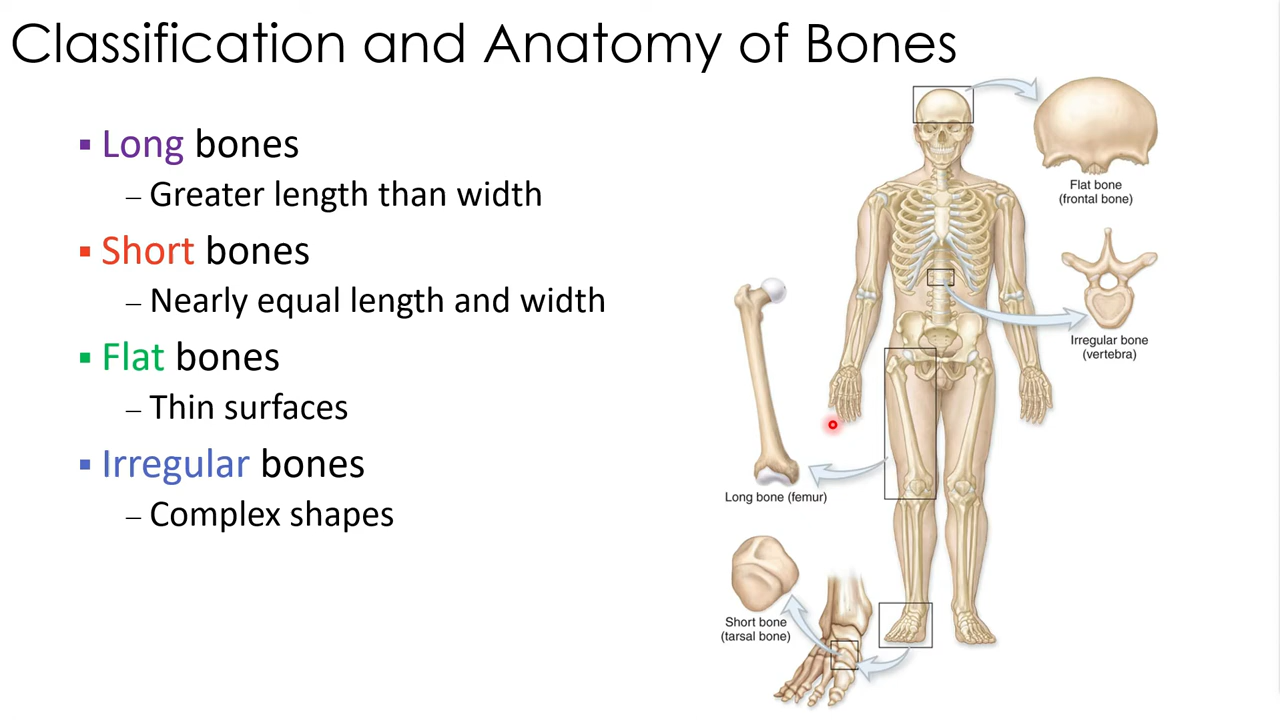 Classification and Anatomy of Bones
▪ Long bones
– Greater length than width
▪ Short bones
– Nearly equal length and width
▪ Flat bones
– Thin surfaces
▪ Irregular bones
– Complex shapes
Flat bone
(frontal bone)
Irregular bone
(vertebra)
Long bone (femur)
Short bone
(tarsal bone)